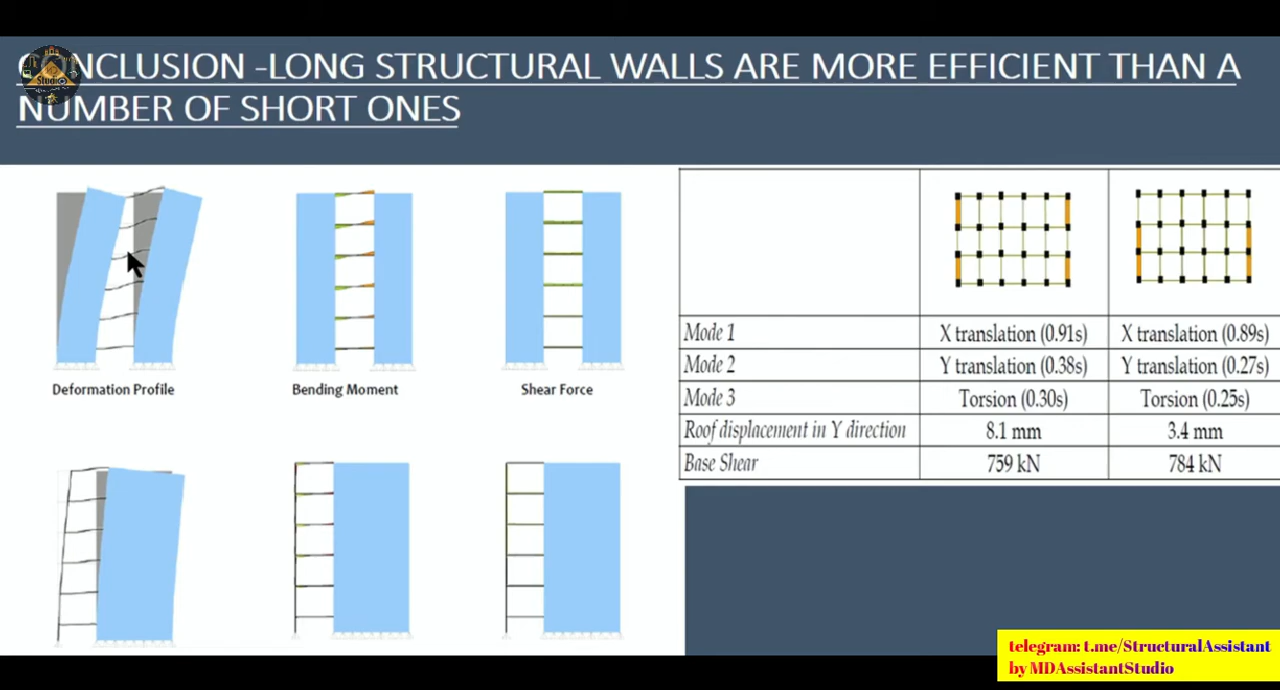 CONCLUSION -LONG STRUCTURAL WALLS ARE MORE EFFICIENT THAN A
NUMBER OF SHORT ONES
Studio
Deformation Profile
Bending Moment
Shear Force
Mode 1 X translation (0.91s) X translation (0.89s)
Mode 2 Y translation (0.38s) Y translation (0.27s)
Mode 3 Torsion (0.30s) Torsion (0.25s)
Roof displacement in Y direction 8.1 mm 3.4 mm
Base Shear 759 kN 784 kN
telegram: t.me/StructuralAssistant
by MDAssistantStudio